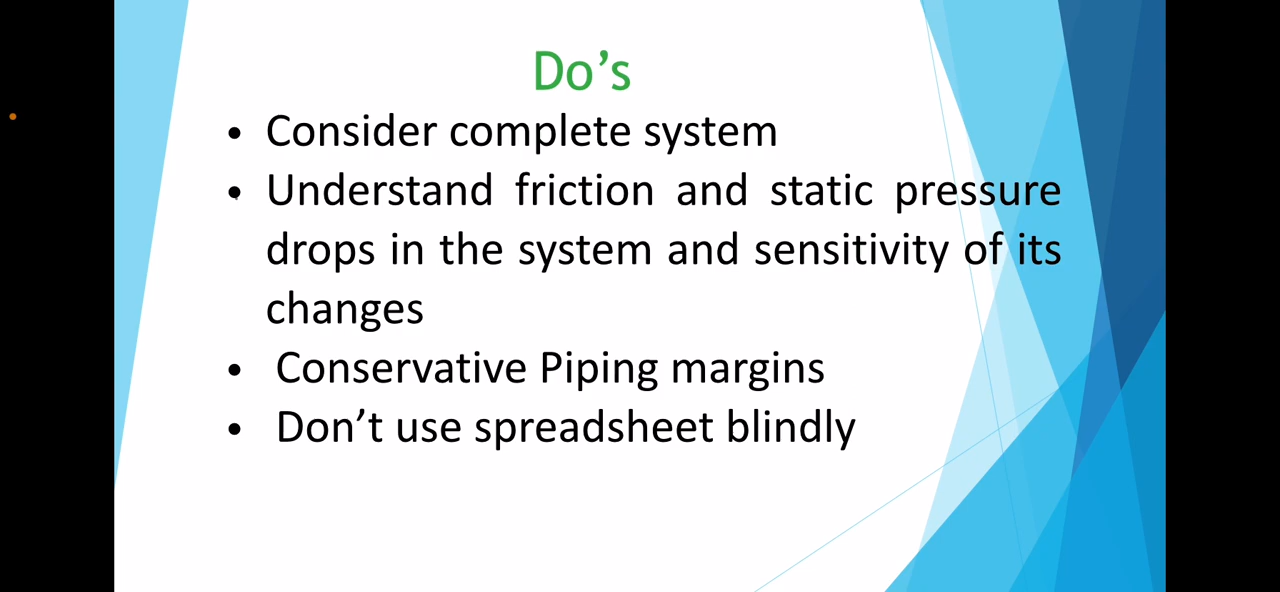 Do’s
• Consider complete system
• Understand friction and static pressure
drops in the system and sensitivity of its
changes
• Conservative Piping margins
• Don’t use spreadsheet blindly